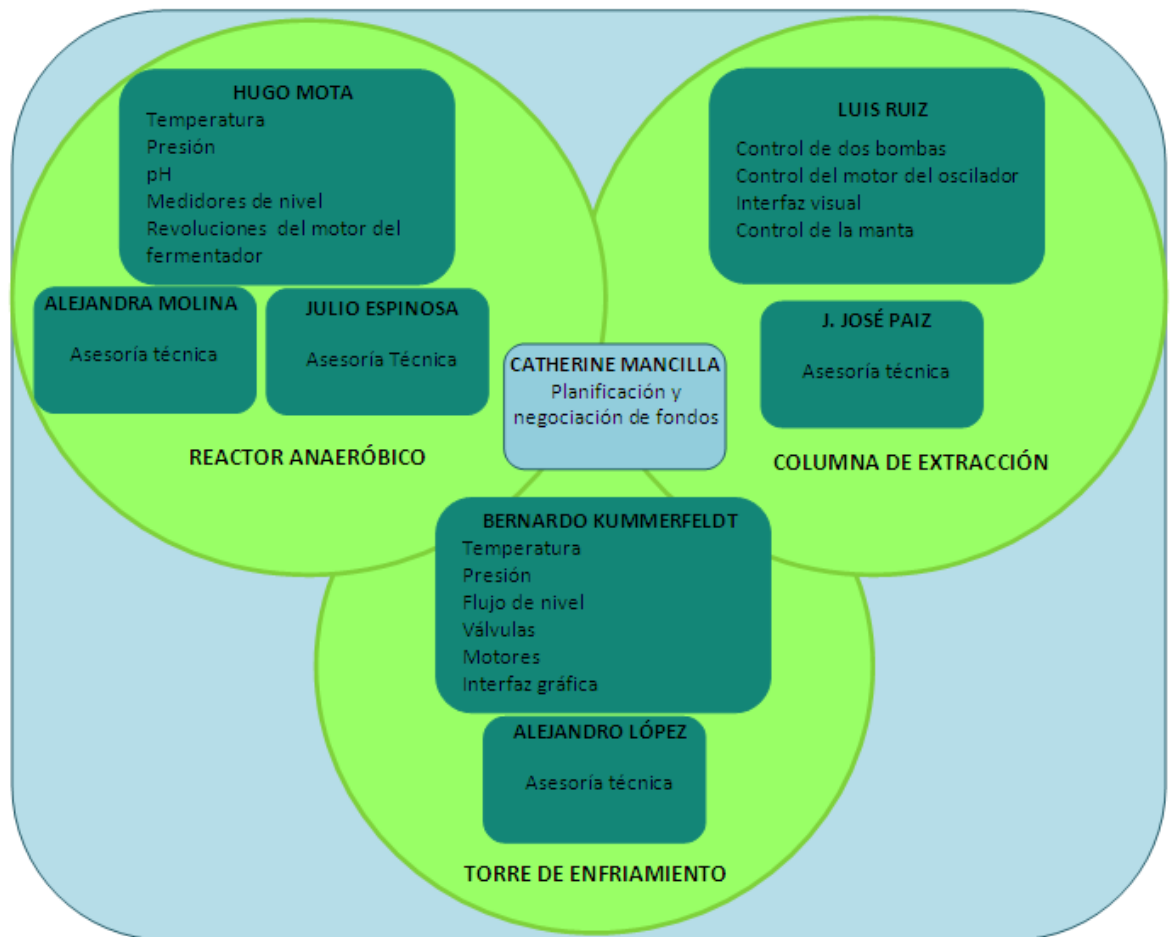 HUGO MOTA
Temperatura
Presión
pH
Medidores de nivel
Revoluciones del motor del
fermentador
ALEJANDRA MOLINA
Asesoría técnica
JULIO ESPINOSA
Asesoría Técnica
REACTOR ANAERÓBICO
LUIS RUIZ
Control de dos bombas
Control del motor del oscilador
Interfaz visual
Control de la manta
J. JOSÉ PAIZ
Asesoría técnica
COLUMNA DE EXTRACCIÓN
CATHERINE MANCILLA
Planificación y
negociación de fondos
BERNARDO KUMMERFELDT
Temperatura
Presión
Flujo de nivel
Válvulas
Motores
Interfaz gráfica
ALEJANDRO LÓPEZ
Asesoría técnica
TORRE DE ENFRIAMIENTO